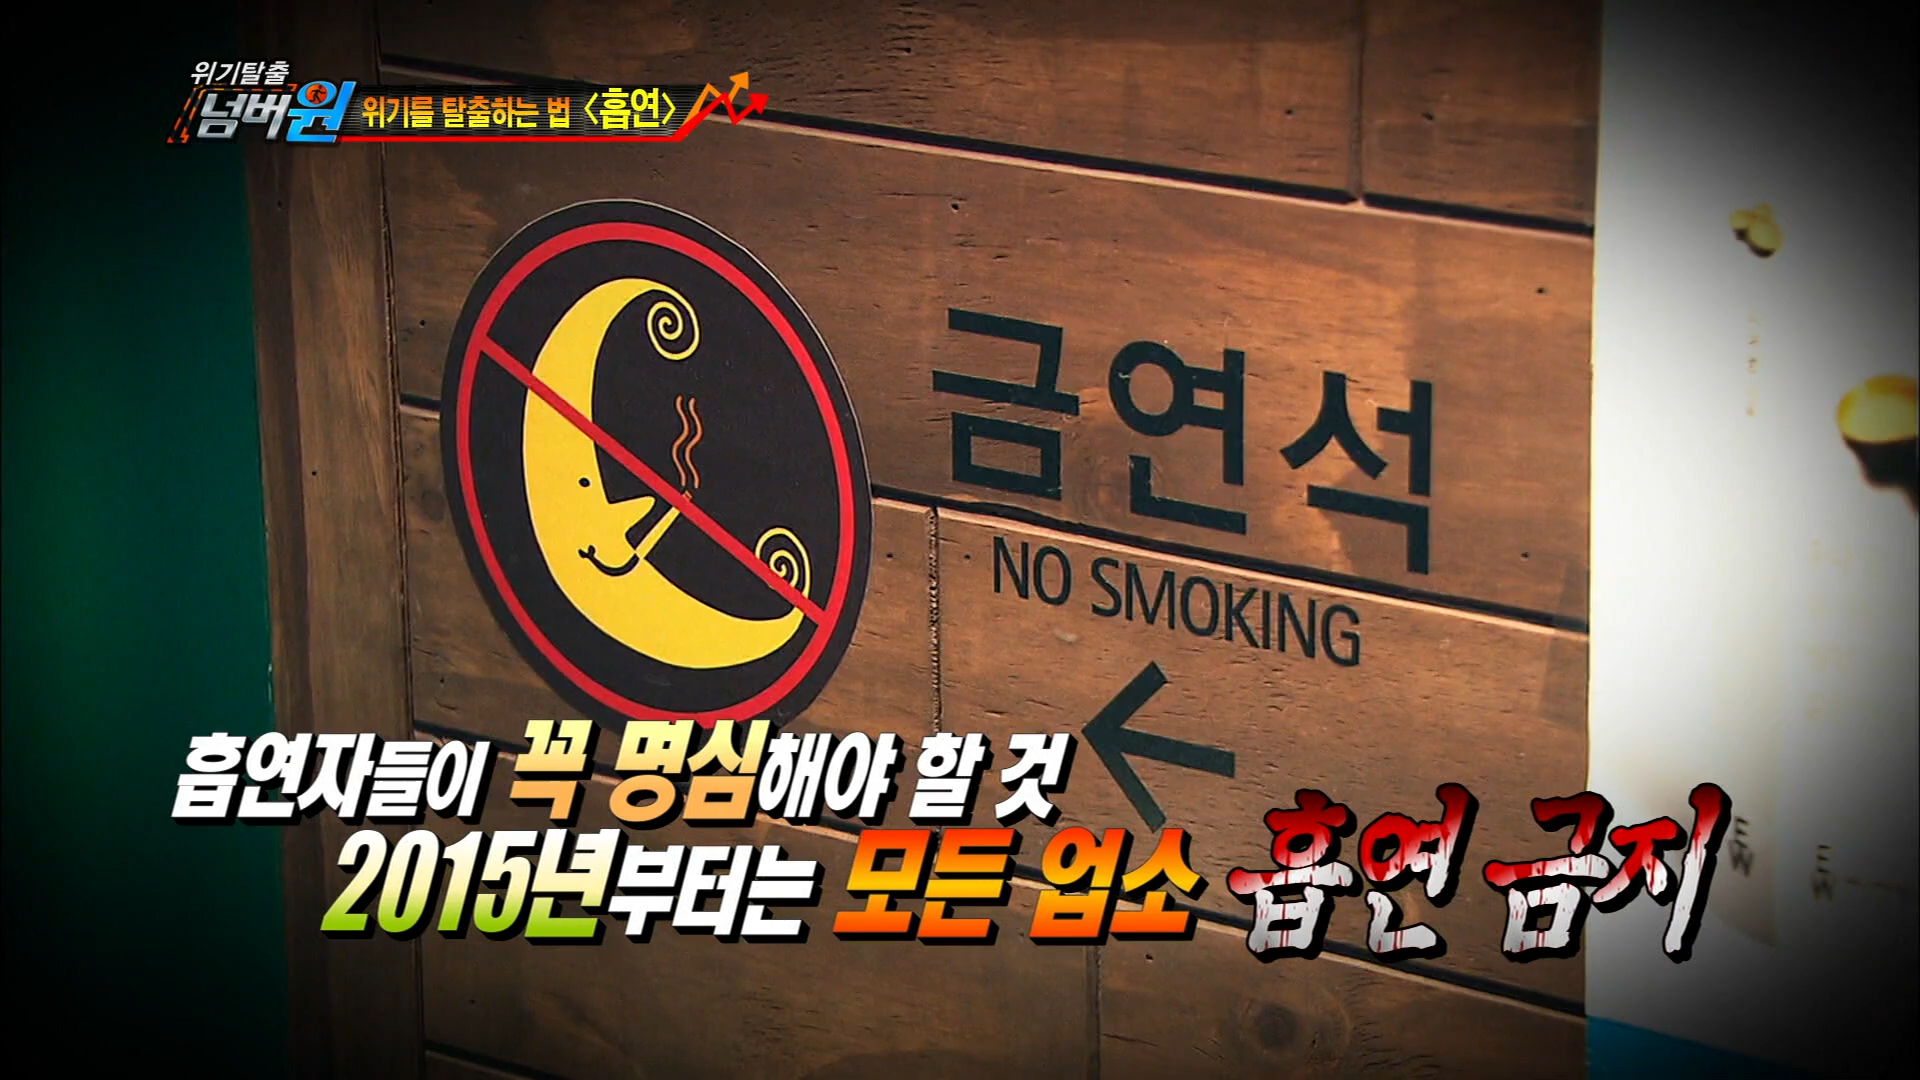 위기탈출
넘버원
위기를 탈출하는 법 <흡연>
금연석
NO SMOKING
흡연자들이 꼭 명심해야 할 것
2015년부터는 모든 업소 흡연 금지